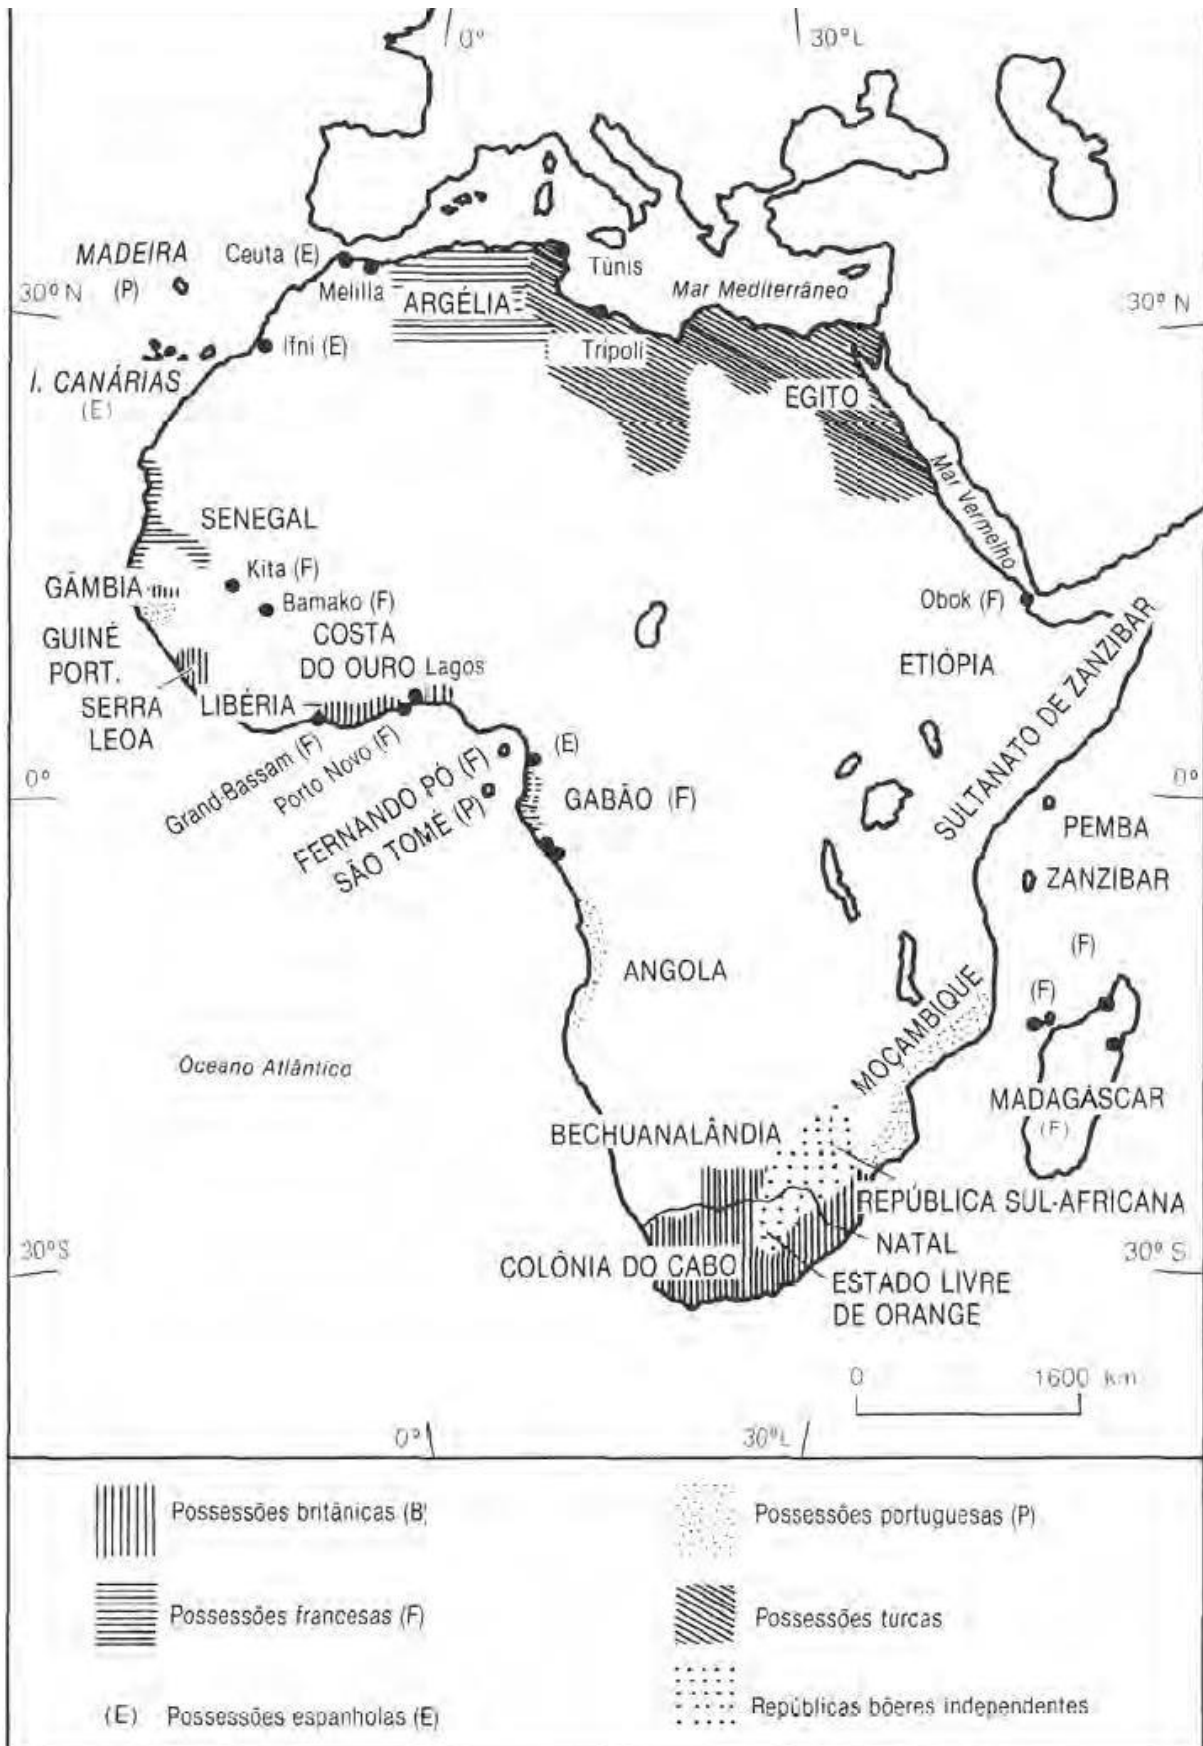 0°
30°L
MADEIRA
(P)
Ceuta (E)
Melilla
Túnis
Mar Mediterrâneo
30° N
30° N
ARGÉLIA
Ifni (E)
Trípoli
I. CANÁRIAS
(E)
EGITO
Mar Vermelho
SENEGAL
Kita (F)
GÂMBIA
Bamako (F)
Obok (F)
GUINÉ
PORT.
COSTA
DO OURO
Lagos
ETIÓPIA
SERRA
LEOA
LIBÉRIA
SULTANATO DE ZANZIBAR
Grand-Bassam (F)
Porto Novo (F)
FERNANDO PÓ (F)
SÃO TOMÉ (P)
(E)
GABÃO (F)
0°
0°
PEMBA
ZANZIBAR
(F)
(F)
ANGOLA
MOÇAMBIQUE
Oceano Atlântico
MADAGÁSCAR
(F)
BECHUANALÂNDIA
REPÚBLICA SUL-AFRICANA
NATAL
30°S
30° S
COLÔNIA DO CABO
ESTADO LIVRE
DE ORANGE
0 1600 km
0°
30°L
Possessões britânicas (B)
Possessões portuguesas (P)
Possessões francesas (F)
Possessões turcas
(E) Possessões espanholas (E)
Repúblicas bôeres independentes